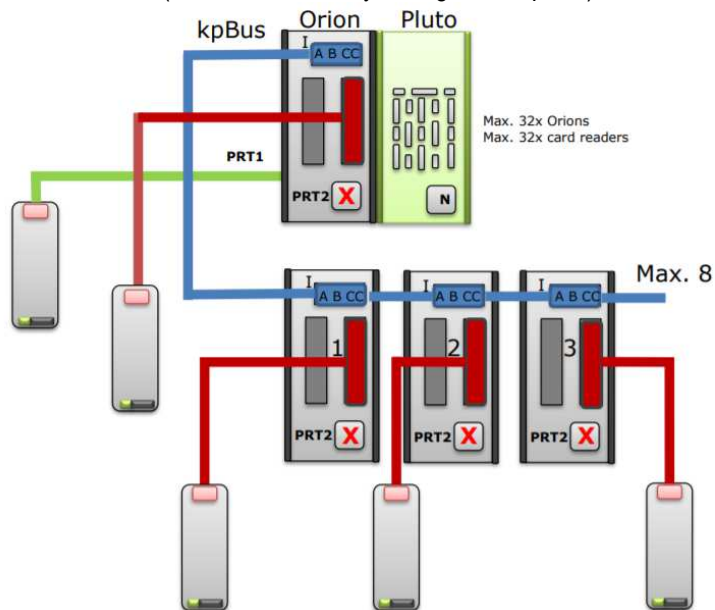 Orion Pluto
kpBus
I
A B CC
Max. 32x Orions
Max. 32x card readers
PRT1
PRT2 X
N
Max. 8
I A B CC
I A B CC
I A B CC
1
2
3
PRT2 X
PRT2 X
PRT2 X